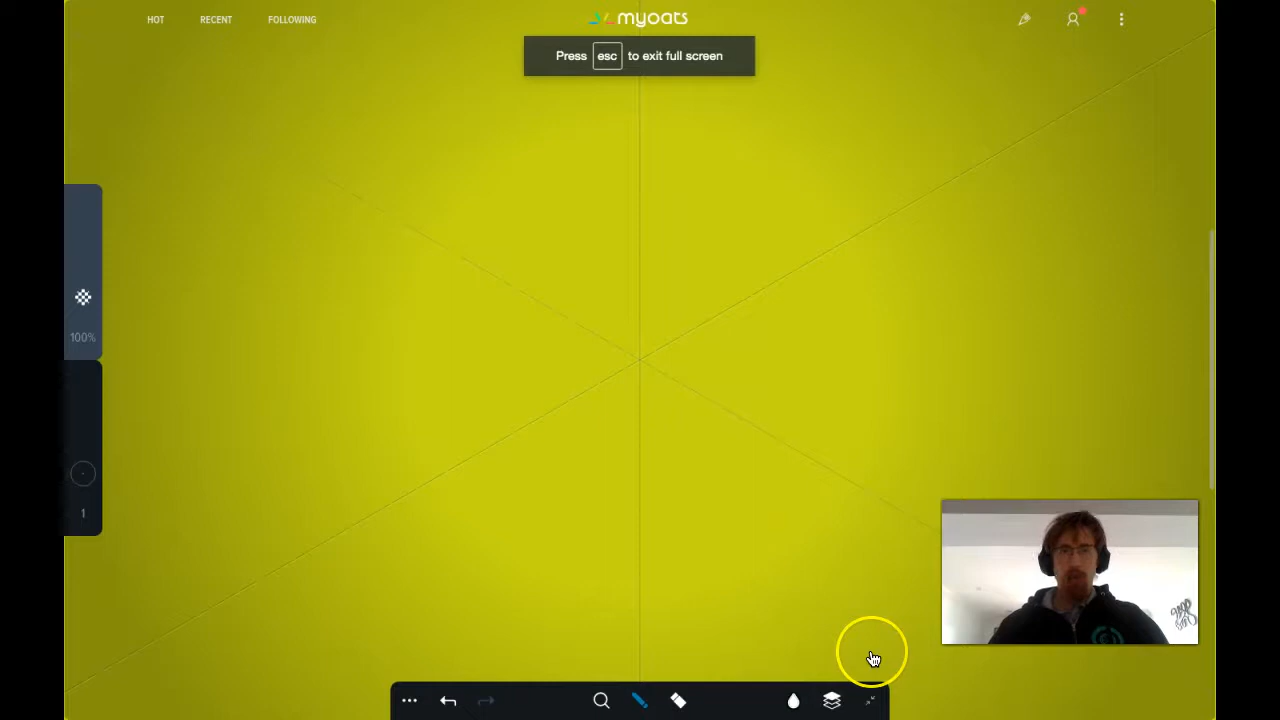 HOT RECENT FOLLOWING myoats
Press esc to exit full screen
100%
1